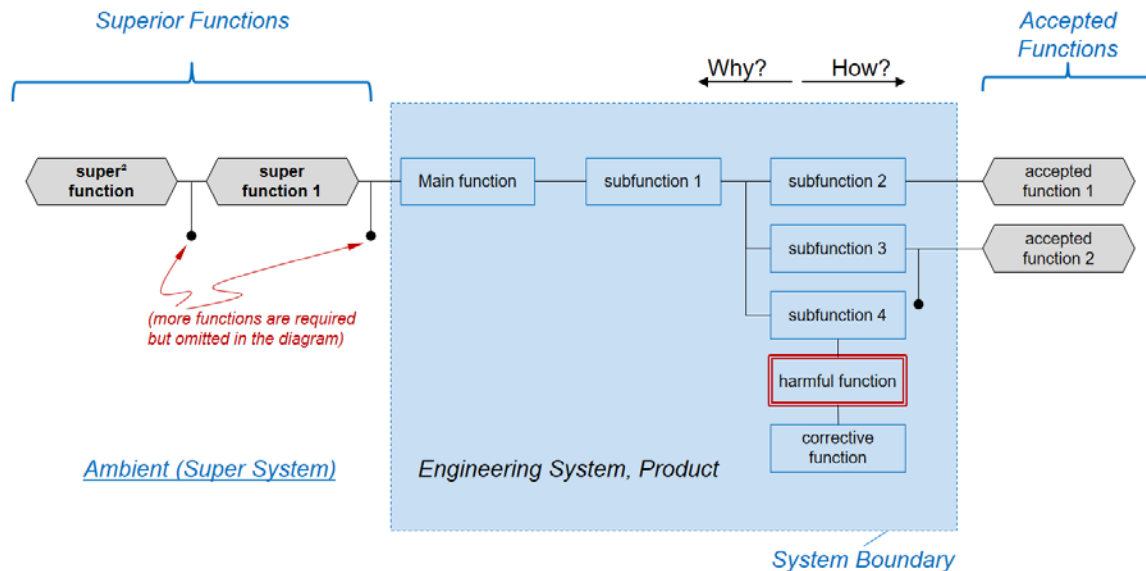 Superior Functions
Accepted
Functions
Why?
How?
super²
function
super
function 1
Main function
subfunction 1
subfunction 2
accepted
function 1
subfunction 3
accepted
function 2
(more functions are required
but omitted in the diagram)
subfunction 4
harmful function
corrective
function
Ambient (Super System)
Engineering System, Product
System Boundary